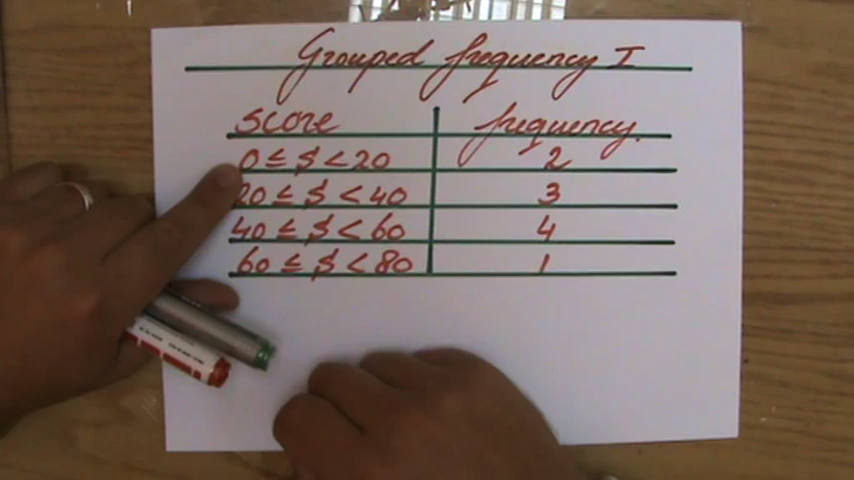 Grouped frequency I
score frequency.
0 ≤ $ < 20 2
20 ≤ $ < 40 3
40 ≤ $ < 60 4
60 ≤ $ < 80 1